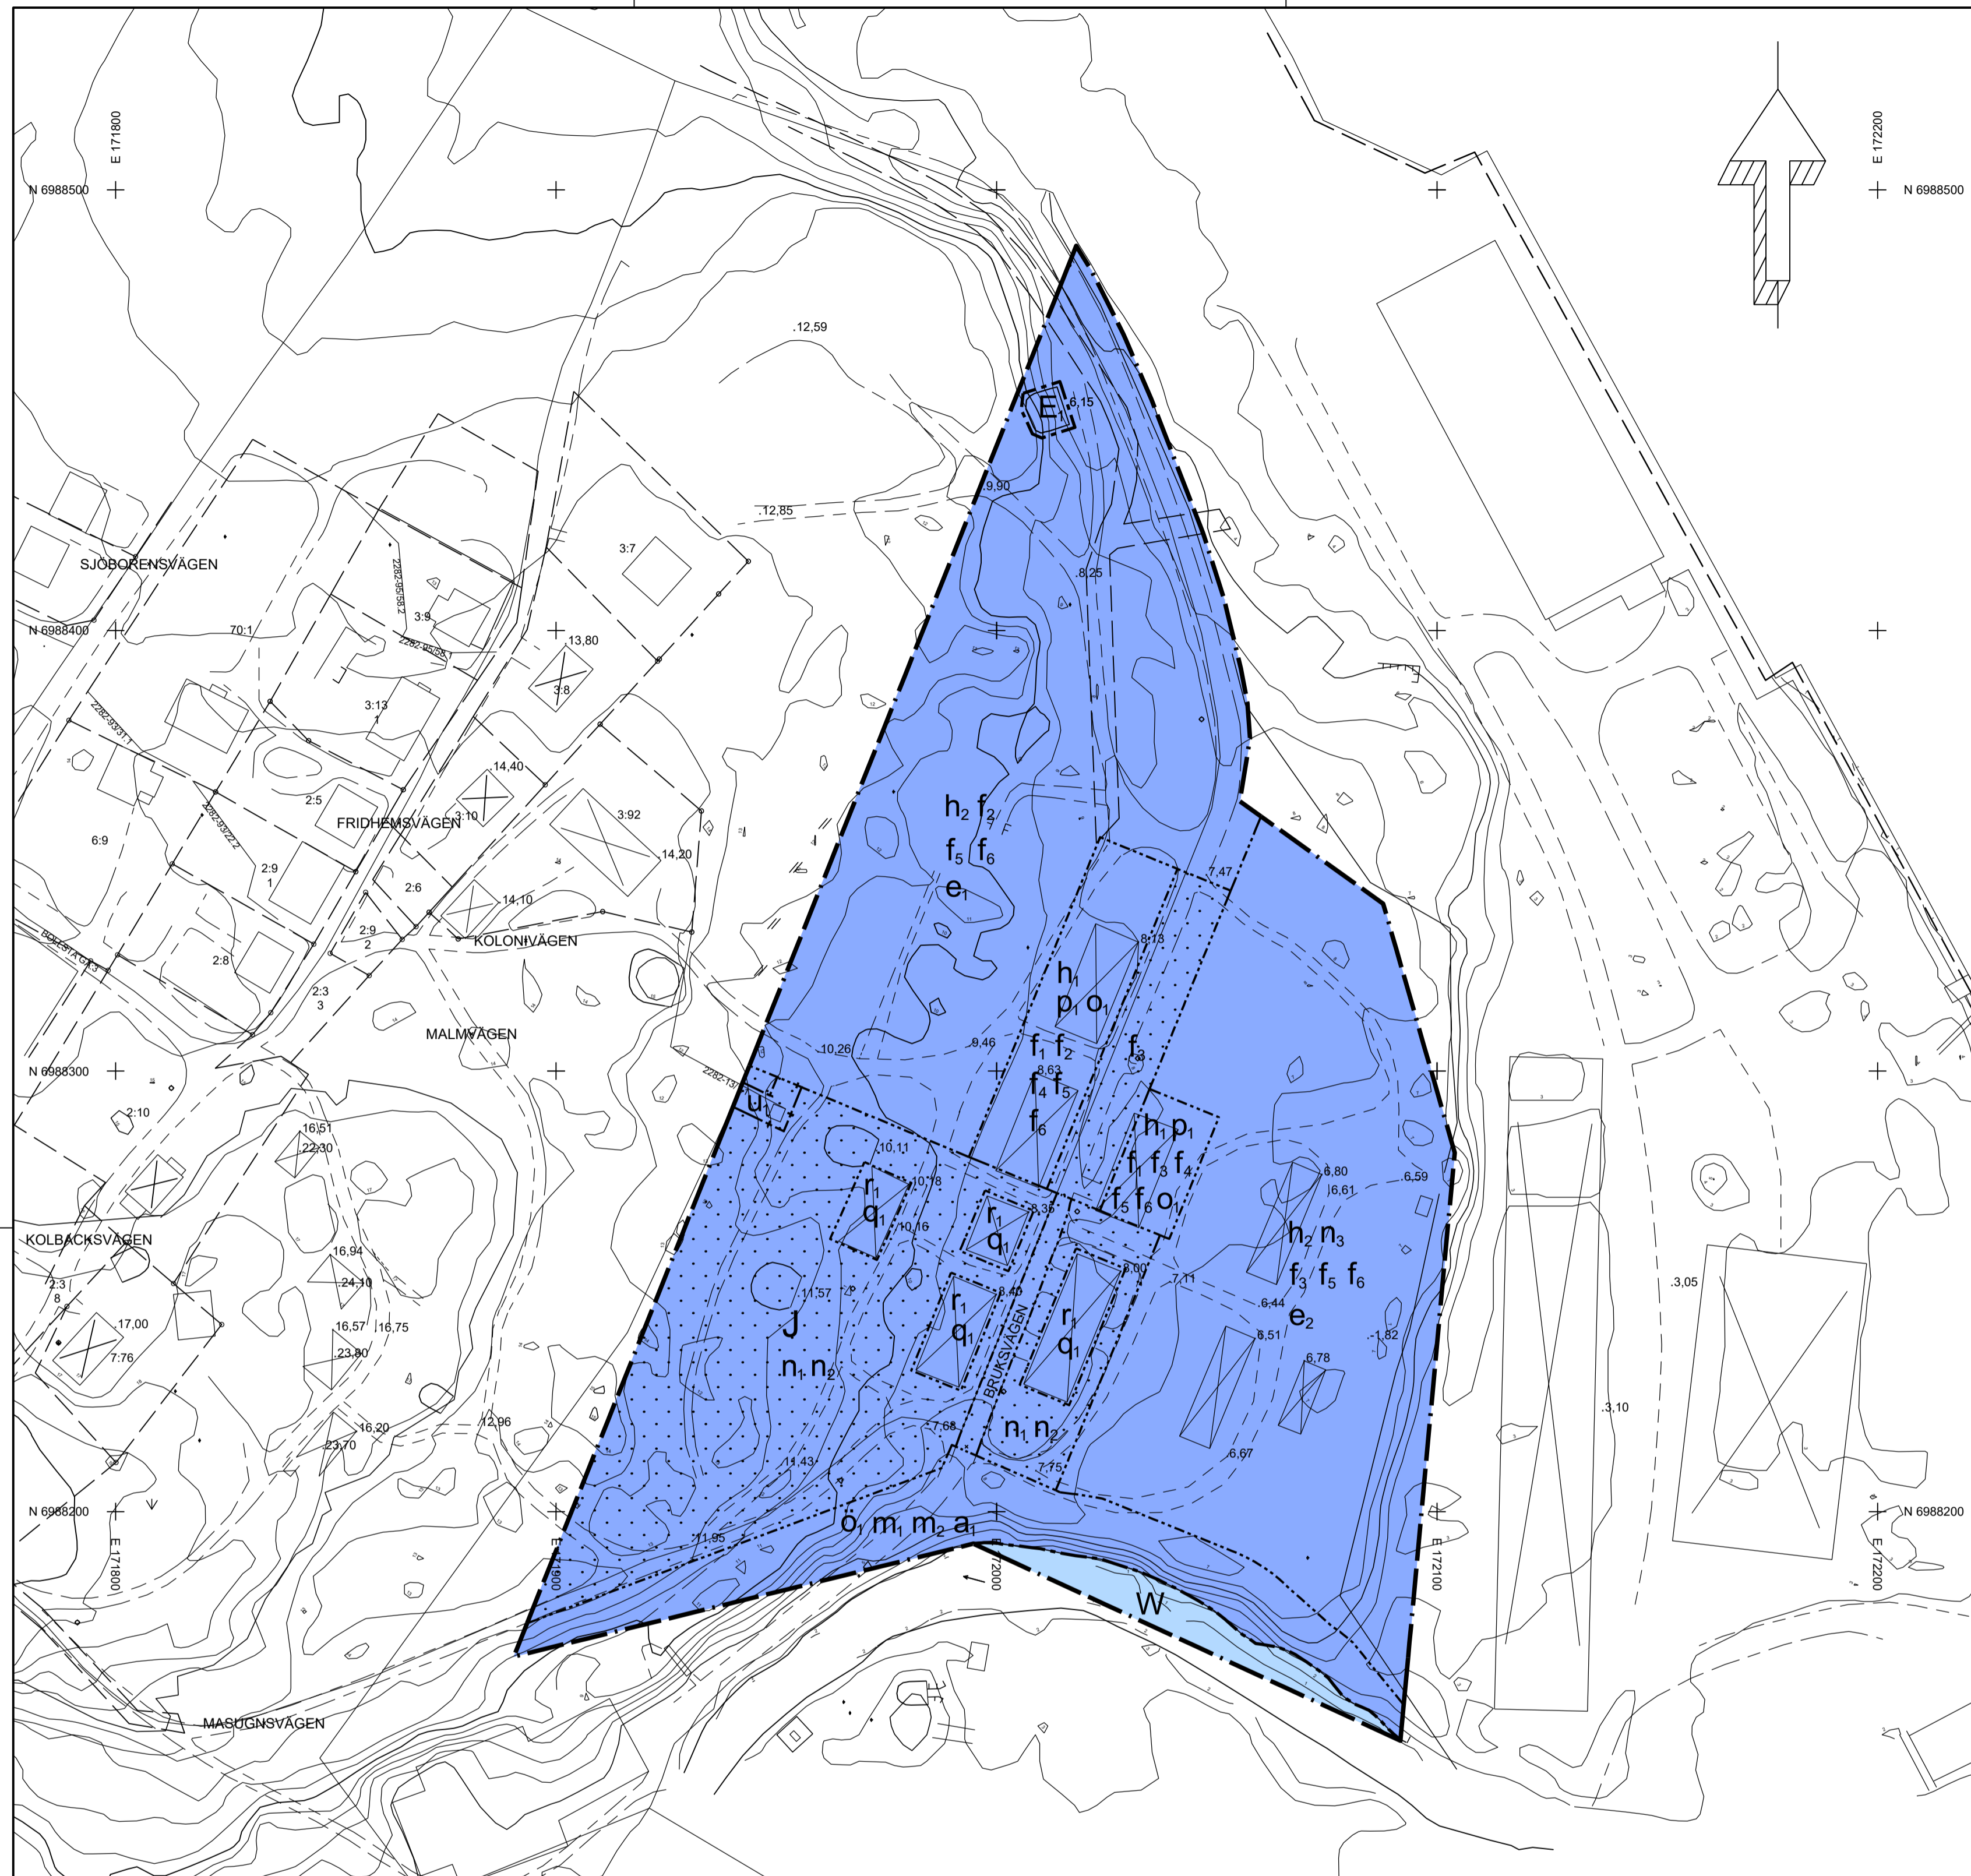 E 171800
E 172200
N 6988500
N 6988500
.12,59
E1
.6,15
.9,90
.12,85
3:7
SJÖBORENSVÄGEN
2282-95/58.2
.8,25
3:9
N 6988400
70:1
.13,80
2282-95/58.1
3:8
3:13
1
2282-93/31.1
.14,40
2:5
3:10
3:92
FRIDHEMSVÄGEN
2282-93/22.2
h2 f2
6:9
.14,20
f5 f6
2:9
1
2:6
.7,47
e1
.14,10
2:9
2
KOLONIVÄGEN
.8,13
BOLLSTA GA:3
2:8
h1
2:3
3
p1 o1
MALMVÄGEN
.10,26
.9,46
f1 f2
f3
N 6988300
.8,63
2282-13/
f4 f5
u1
2:10
f6
h1 p1
.16,51
.22,30
.10,11
f1 f3 f4
.6,80
.6,59
.10,18
.6,61
r1
q1
f5 f6 o1
r1
.8,35
.10,16
q1
h2 n3
KOLBACKSVÄGEN
.16,94
.8,00
.7,11
f3 f5 f6
2:3
8
.24,10
.11,57
.8,40
r1
q1
.6,44
r1
q1
e2
.17,00
.16,57
.16,75
J
BRUKSVÄGEN
.6,51
.-1,82
.3,05
7:76
.23,80
n1 n2
.6,78
.3,10
.12,96
.16,20
.7,68
n1 n2
.23,70
.11,43
.7,75
.6,67
N 6988200
N 6988200
ö1 m1 m2 a1
.11,95
E 171800
E 171900
E 172000
E 172100
E 172200
W
MASUGNSVÄGEN